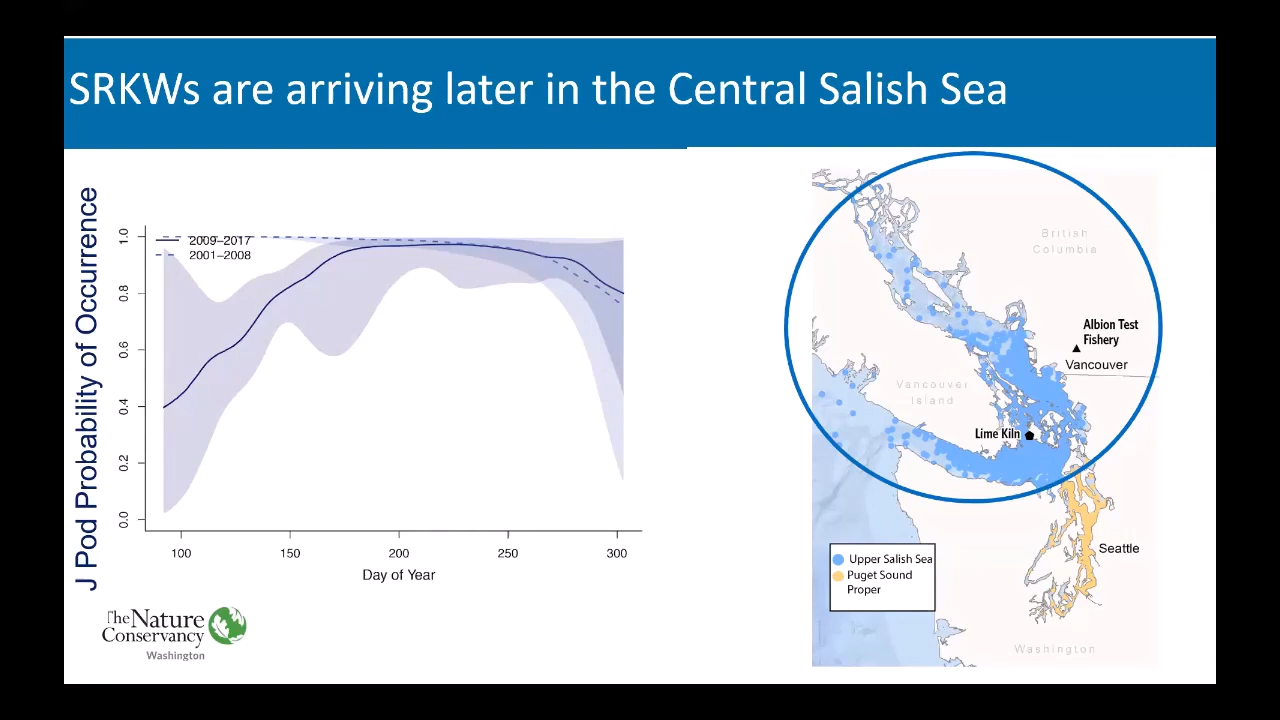 SRKWs are arriving later in the Central Salish Sea
J Pod Probability of Occurrence
1.0
0.8
0.6
0.4
0.2
0.0
2009–2017
2001–2008
100
150
200
250
300
Day of Year
The Nature
Conservancy
Washington
British
Columbia
Albion Test
Fishery
Vancouver
Vancouver
Island
Lime Kiln
Seattle
Upper Salish Sea
Puget Sound
Proper
Washington